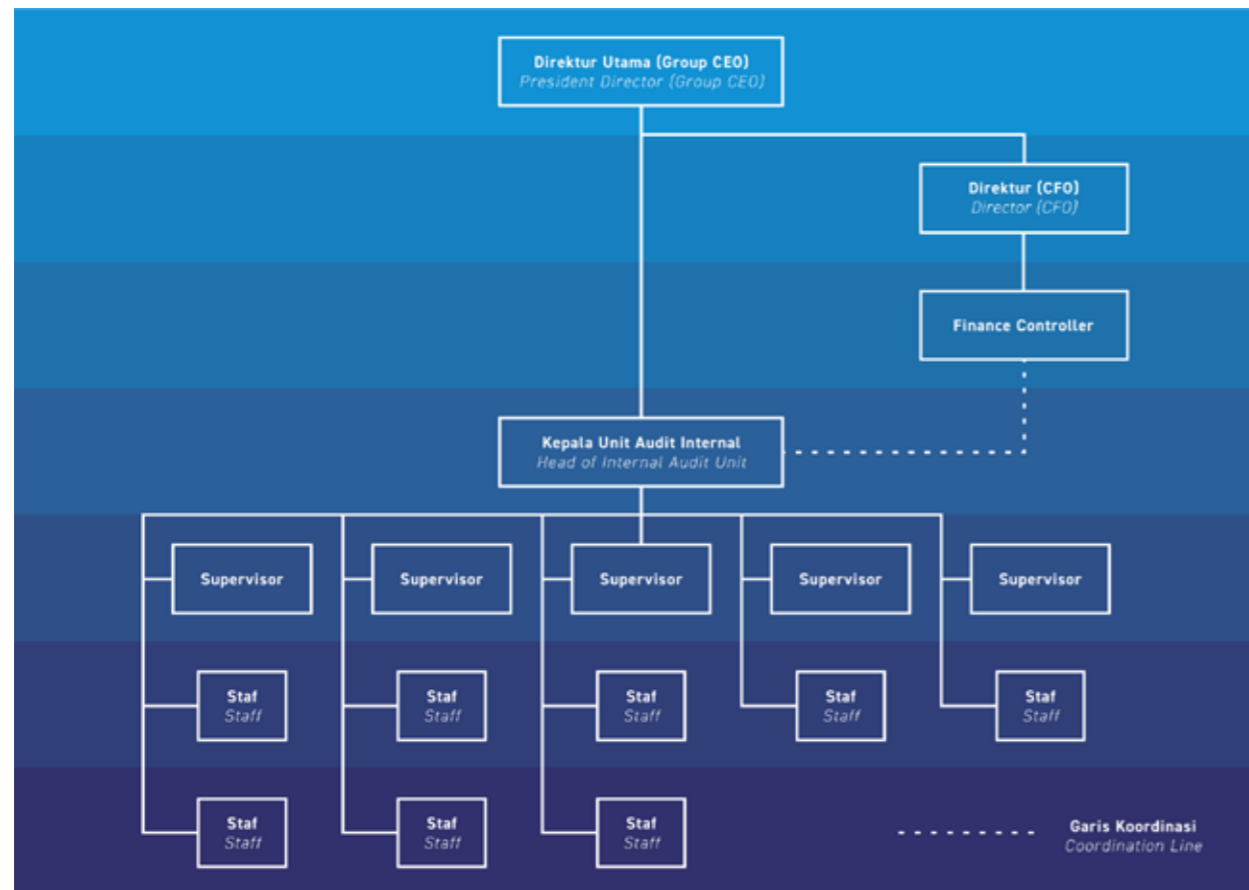 Direktur Utama (Group CEO)
President Director (Group CEO)
Direktur (CFO)
Director (CFO)
Finance Controller
Kepala Unit Audit Internal
Head of Internal Audit Unit
Supervisor
Supervisor
Supervisor
Supervisor
Supervisor
Staf
Staff
Staf
Staff
Staf
Staff
Staf
Staff
Staf
Staff
Staf
Staff
Staf
Staff
Staf
Staff
Garis Koordinasi
Coordination Line